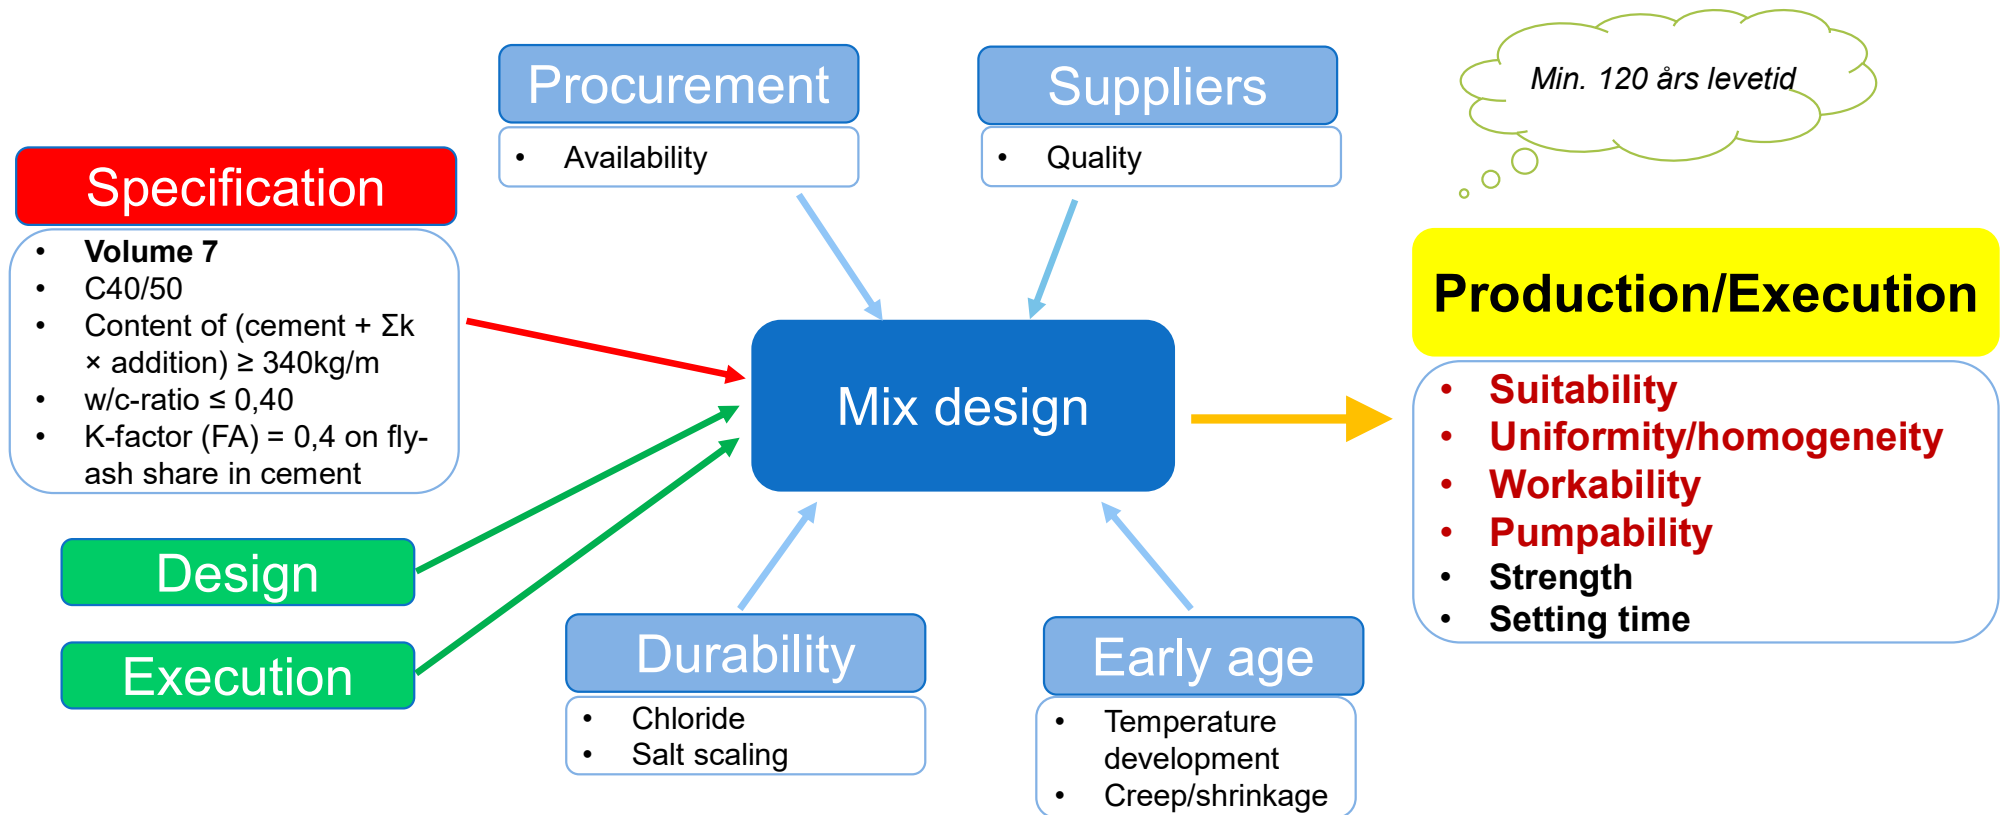 Procurement
• Availability
Suppliers
• Quality
Min. 120 års levetid
Specification
• Volume 7
• C40/50
• Content of (cement + Σk
× addition) ≥ 340kg/m
• w/c-ratio ≤ 0,40
• K-factor (FA) = 0,4 on fly-
ash share in cement
Design
Execution
Mix design
Durability
• Chloride
• Salt scaling
Early age
• Temperature
development
• Creep/shrinkage
Production/Execution
• Suitability
• Uniformity/homogeneity
• Workability
• Pumpability
• Strength
• Setting time